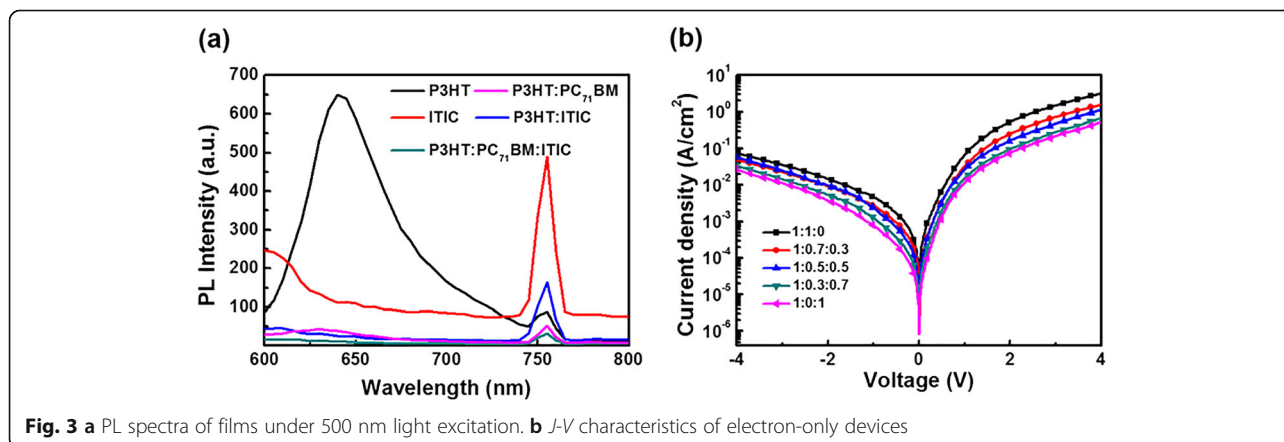 (a)
700
650
600
500
400
300
200
100
600
650
700
750
800
PL Intensity (a.u.)
Wavelength (nm)
P3HT
P3HT:PC71BM
ITIC
P3HT:ITIC
P3HT:PC71BM:ITIC
(b)
10^1
10^0
10^-1
10^-2
10^-3
10^-4
10^-5
10^-6
-4
-2
0
2
4
Current density (A/cm²)
Voltage (V)
1:1:0
1:0.7:0.3
1:0.5:0.5
1:0.3:0.7
1:0:1
Fig. 3 a PL spectra of films under 500 nm light excitation. b J-V characteristics of electron-only devices